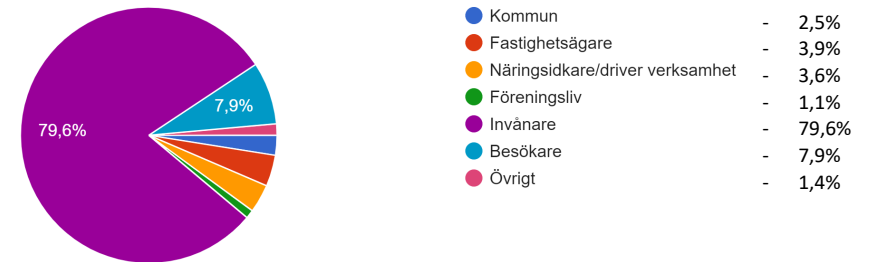 Kommun - 2,5%
Fastighetsägare - 3,9%
Näringsidkare/driver verksamhet - 3,6%
Föreningsliv - 1,1%
Invånare - 79,6%
Besökare - 7,9%
Övrigt - 1,4%
7,9%
79,6%